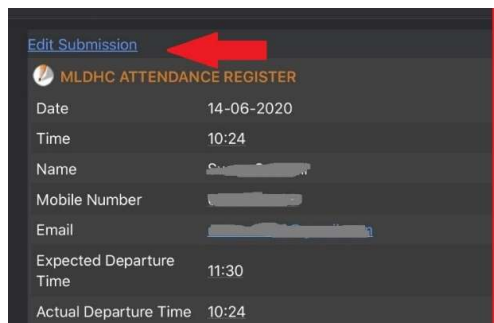 Edit Submission
MLDHC ATTENDANCE REGISTER
Date 14-06-2020
Time 10:24
Name
Mobile Number
Email
Expected Departure
Time 11:30
Actual Departure Time 10:24